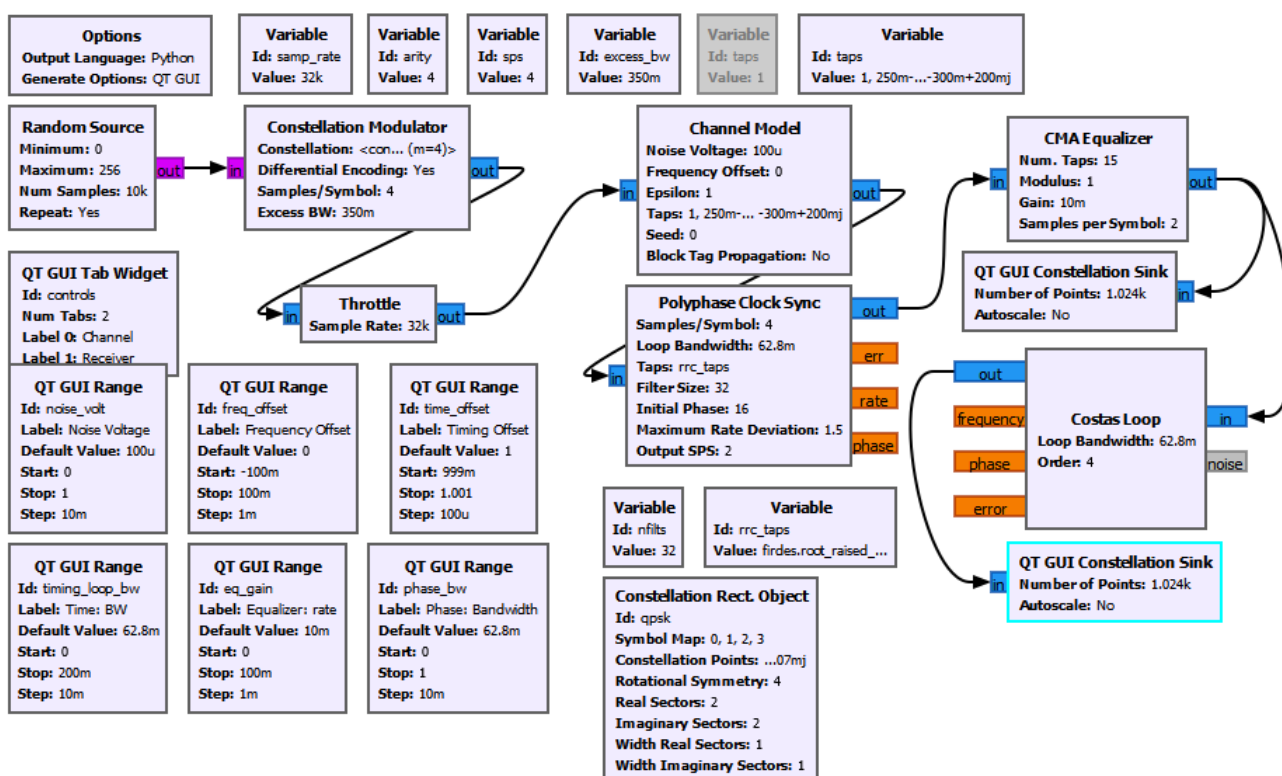 Options
Output Language: Python
Generate Options: QT GUI
Variable
Id: samp_rate
Value: 32k
Variable
Id: arity
Value: 4
Variable
Id: sps
Value: 4
Variable
Id: excess_bw
Value: 350m
Variable
Id: taps
Value: 1
Variable
Id: taps
Value: 1, 250m-...-300m+200mj
Random Source
Minimum: 0
Maximum: 256
Num Samples: 10k
Repeat: Yes
out
Constellation Modulator
Constellation: <con... (m=4)>
Differential Encoding: Yes
Samples/Symbol: 4
Excess BW: 350m
in
out
Channel Model
Noise Voltage: 100u
Frequency Offset: 0
Epsilon: 1
Taps: 1, 250m-... -300m+200mj
Seed: 0
Block Tag Propagation: No
in
out
CMA Equalizer
Num. Taps: 15
Modulus: 1
Gain: 10m
Samples per Symbol: 2
in
out
QT GUI Tab Widget
Id: controls
Num Tabs: 2
Label 0: Channel
Label 1: Receiver
Throttle
Sample Rate: 32k
in
out
Polyphase Clock Sync
Samples/Symbol: 4
Loop Bandwidth: 62.8m
Taps: rrc_taps
Filter Size: 32
Initial Phase: 16
Maximum Rate Deviation: 1.5
Output SPS: 2
in
out
err
rate
phase
QT GUI Constellation Sink
Number of Points: 1.024k
Autoscale: No
in
QT GUI Range
Id: noise_volt
Label: Noise Voltage
Default Value: 100u
Start: 0
Stop: 1
Step: 10m
QT GUI Range
Id: freq_offset
Label: Frequency Offset
Default Value: 0
Start: -100m
Stop: 100m
Step: 1m
QT GUI Range
Id: time_offset
Label: Timing Offset
Default Value: 1
Start: 999m
Stop: 1.001
Step: 100u
Costas Loop
Loop Bandwidth: 62.8m
Order: 4
out
frequency
phase
error
in
noise
Variable
Id: nfilts
Value: 32
Variable
Id: rrc_taps
Value: firdes.root_raised_...
QT GUI Range
Id: timing_loop_bw
Label: Time: BW
Default Value: 62.8m
Start: 0
Stop: 200m
Step: 10m
QT GUI Range
Id: eq_gain
Label: Equalizer: rate
Default Value: 10m
Start: 0
Stop: 100m
Step: 1m
QT GUI Range
Id: phase_bw
Label: Phase: Bandwidth
Default Value: 62.8m
Start: 0
Stop: 1
Step: 10m
QT GUI Constellation Sink
Number of Points: 1.024k
Autoscale: No
in
Constellation Rect. Object
Id: qpsk
Symbol Map: 0, 1, 2, 3
Constellation Points: ...07mj
Rotational Symmetry: 4
Real Sectors: 2
Imaginary Sectors: 2
Width Real Sectors: 1
Width Imaginary Sectors: 1